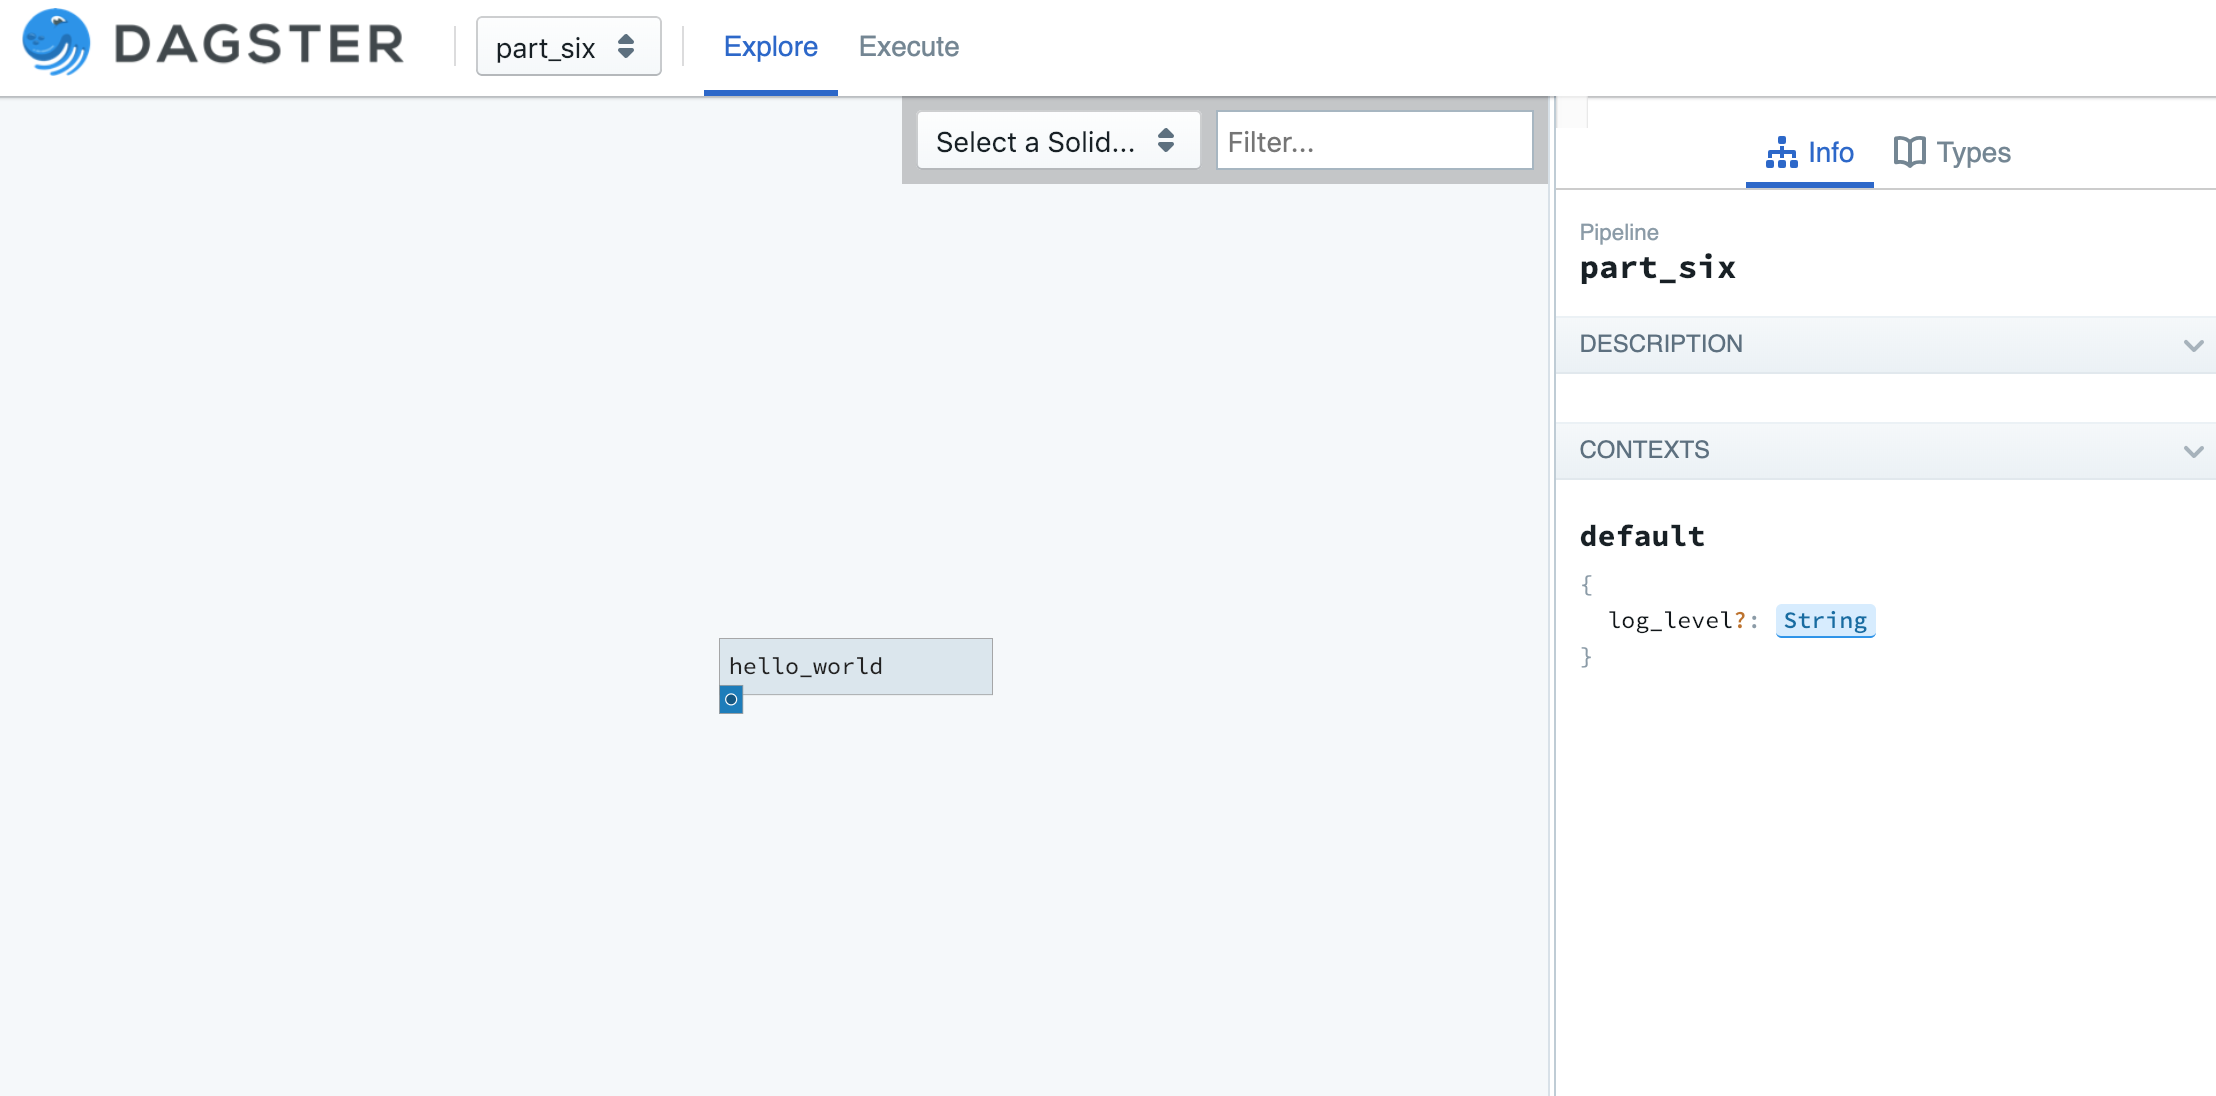 DAGSTER
part_six
Explore
Execute
Select a Solid...
Filter...
Info
Types
Pipeline
part_six
DESCRIPTION
CONTEXTS
default
{
log_level?: String
}
hello_world